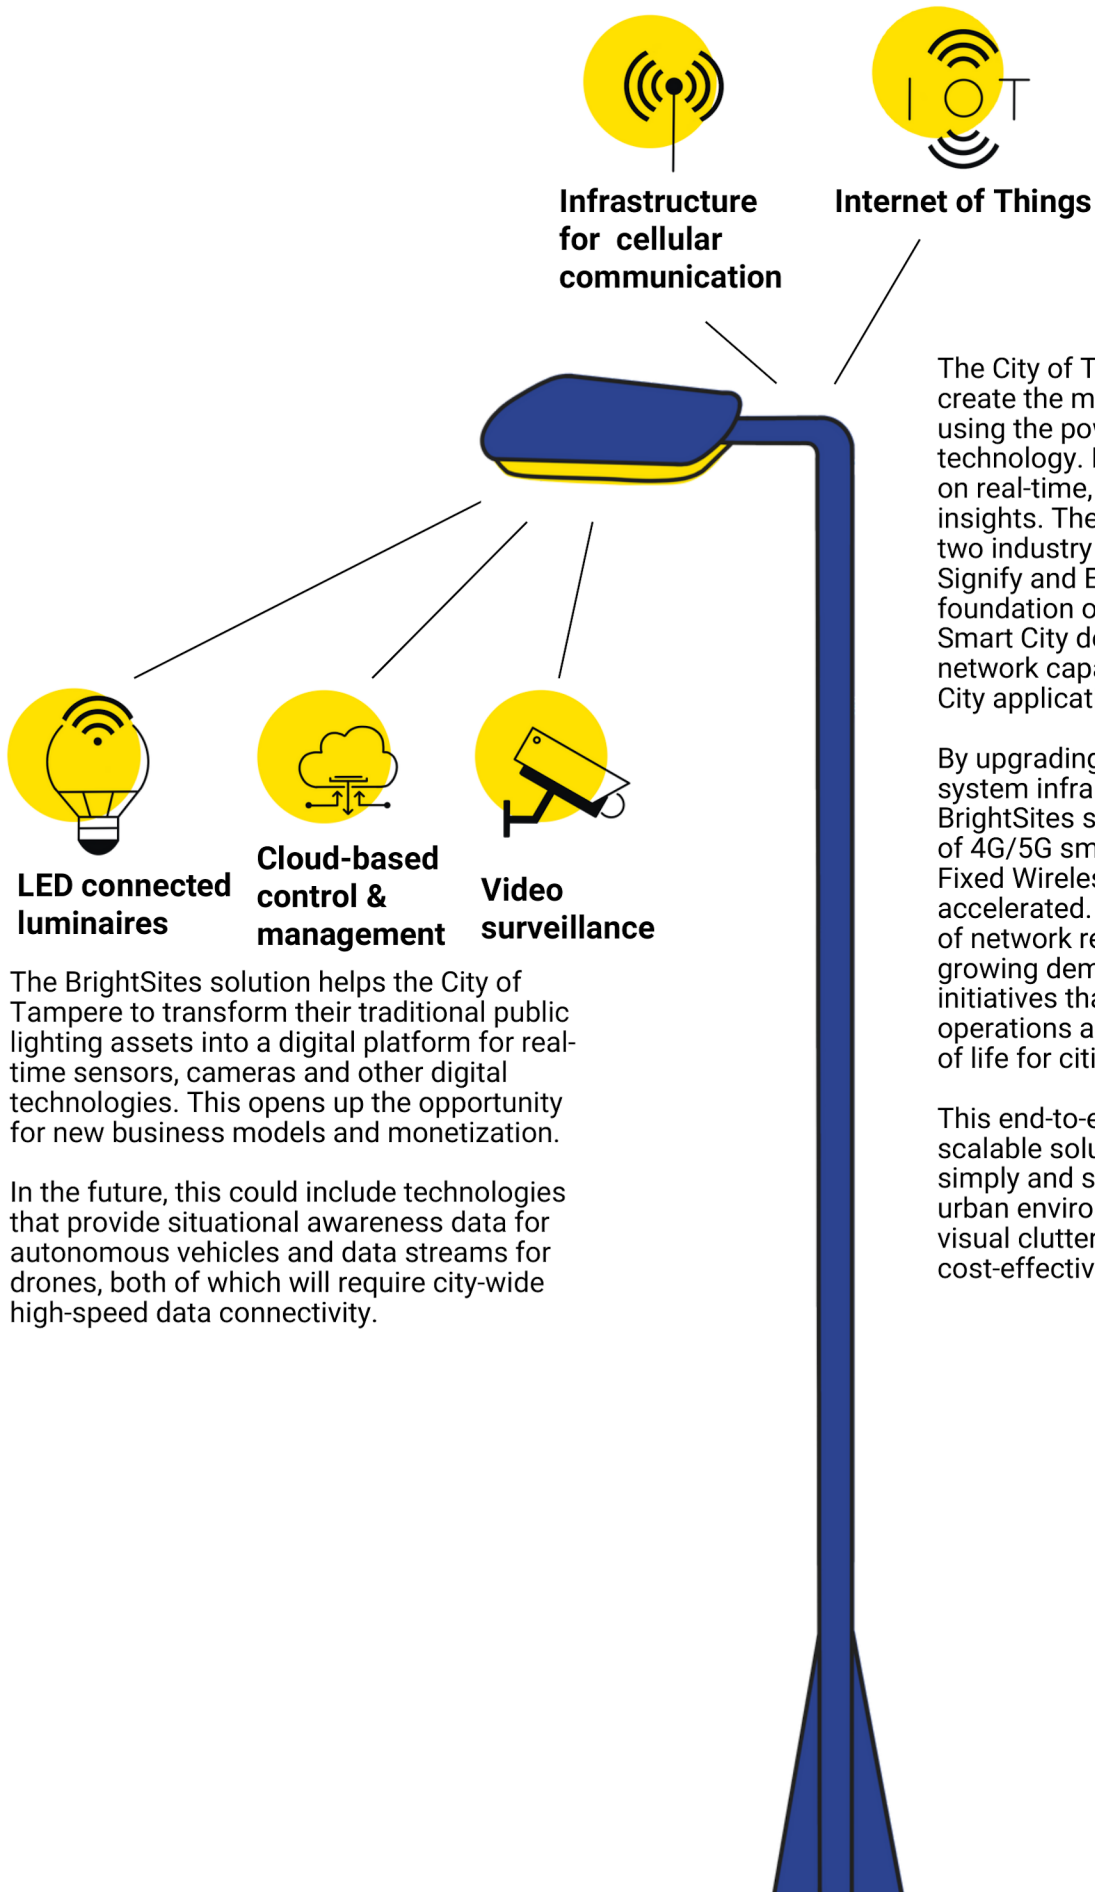 IOT
Infrastructure
for cellular
communication
Internet of Things
LED connected
luminaires
Cloud-based
control &
management
Video
surveillance
The BrightSites solution helps the City of
Tampere to transform their traditional public
lighting assets into a digital platform for real-
time sensors, cameras and other digital
technologies. This opens up the opportunity
for new business models and monetization.
In the future, this could include technologies
that provide situational awareness data for
autonomous vehicles and data streams for
drones, both of which will require city-wide
high-speed data connectivity.
The City of
create the
using the
technology.
on real-time,
insights. The
two industry
Signify and
foundation
Smart City
network
City
By upgrading
system
BrightSites
of 4G/5G
Fixed
accelerated.
of network
growing
initiatives
operations
of life for
This
scalable
simply and
urban
visual clutter